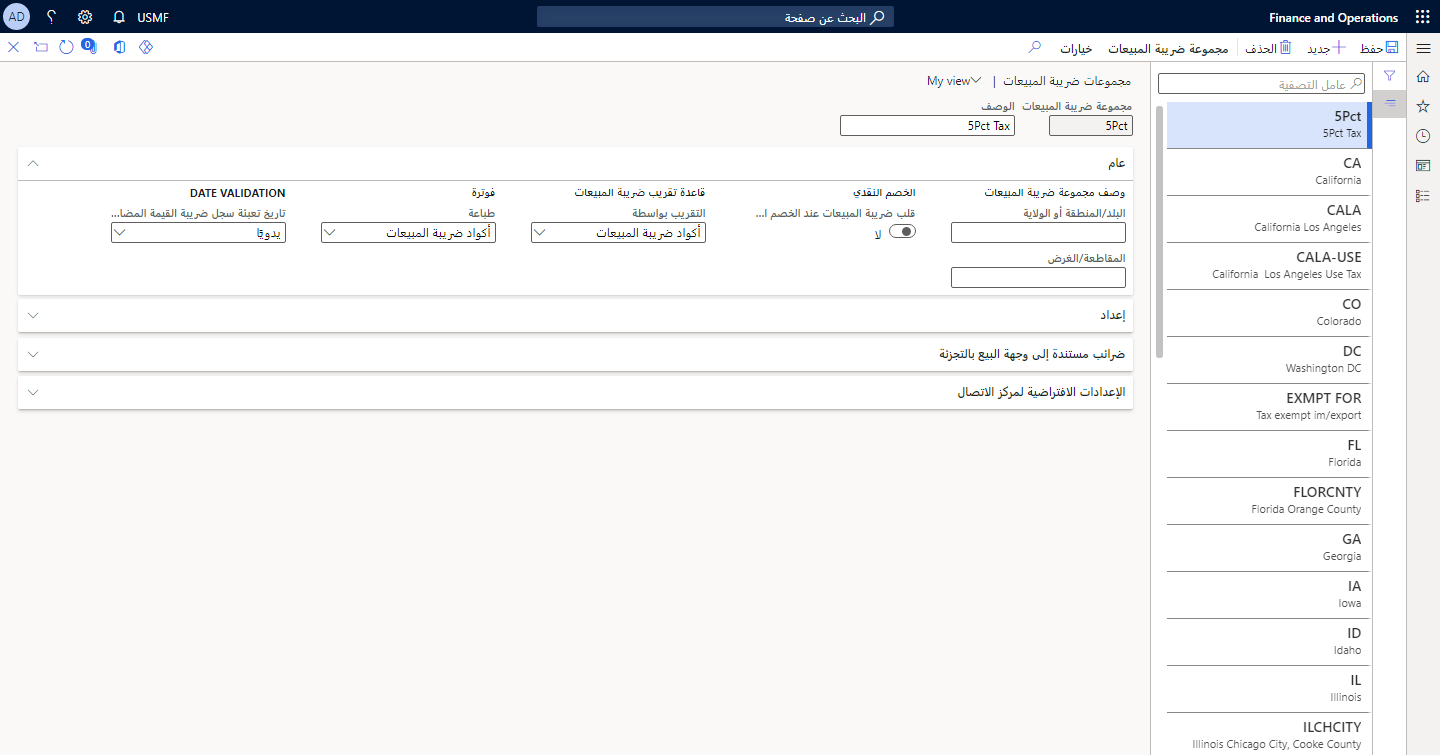 Finance and Operations
البحث عن صفحة
USMF
AD
حفظ
جديد
الحذف
مجموعة ضريبة المبيعات
خيارات
0
عامل التصفية
5Pct
5Pct Tax
CA
California
CALA
California Los Angeles
CALA-USE
California Los Angeles Use Tax
CO
Colorado
DC
Washington DC
EXMPT FOR
Tax exempt im/export
FL
Florida
FLORCNTY
Florida Orange County
GA
Georgia
IA
Iowa
ID
Idaho
IL
Illinois
ILCHCITY
Illinois Chicago City, Cooke County
مجموعات ضريبة المبيعات | My view
مجموعة ضريبة المبيعات الوصف
5Pct 5Pct Tax
عام
وصف مجموعة ضريبة المبيعات
البلد/المنطقة أو الولاية
المقاطعة/الغرض
الخصم النقدي
قلب ضريبة المبيعات عند الخصم ا...
لا
قاعدة تقريب ضريبة المبيعات
التقريب بواسطة
أكواد ضريبة المبيعات
فوترة
طباعة
أكواد ضريبة المبيعات
DATE VALIDATION
تاريخ تعبئة سجل ضريبة القيمة المضا...
يدويًا
إعداد
ضرائب مستندة إلى وجهة البيع بالتجزئة
الإعدادات الافتراضية لمركز الاتصال